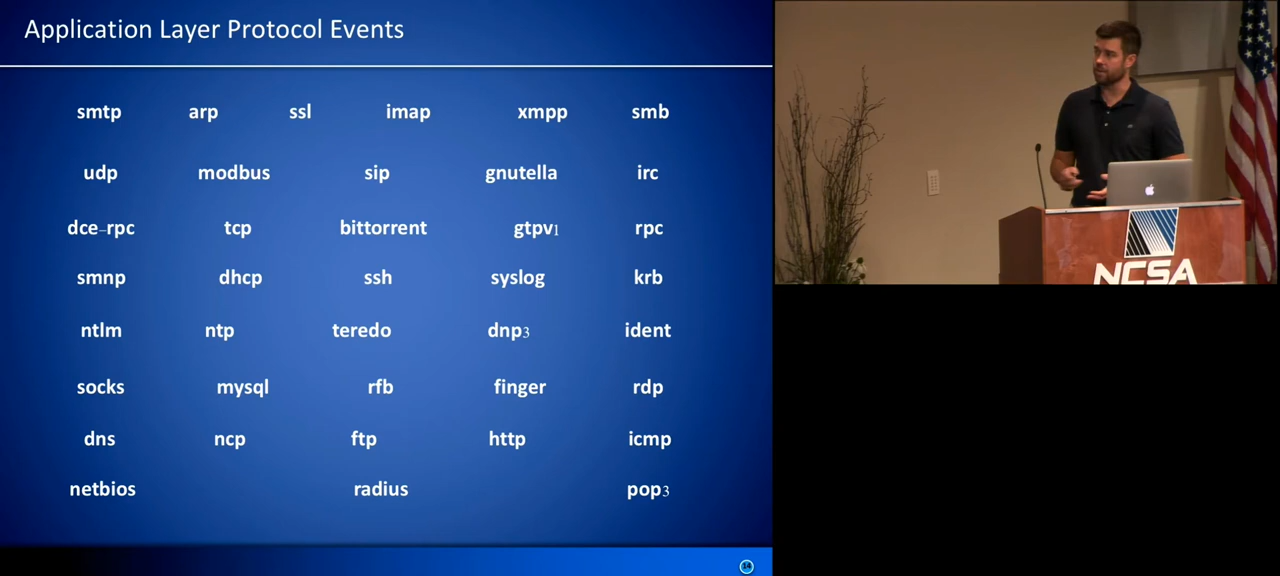 Application Layer Protocol Events
smtp arp ssl imap xmpp smb
udp modbus sip gnutella irc
dce-rpc tcp bittorrent gtpv1 rpc
smnp dhcp ssh syslog krb
ntlm ntp teredo dnp3 ident
socks mysql rfb finger rdp
dns ncp ftp http icmp
netbios radius pop3
14
NCSA